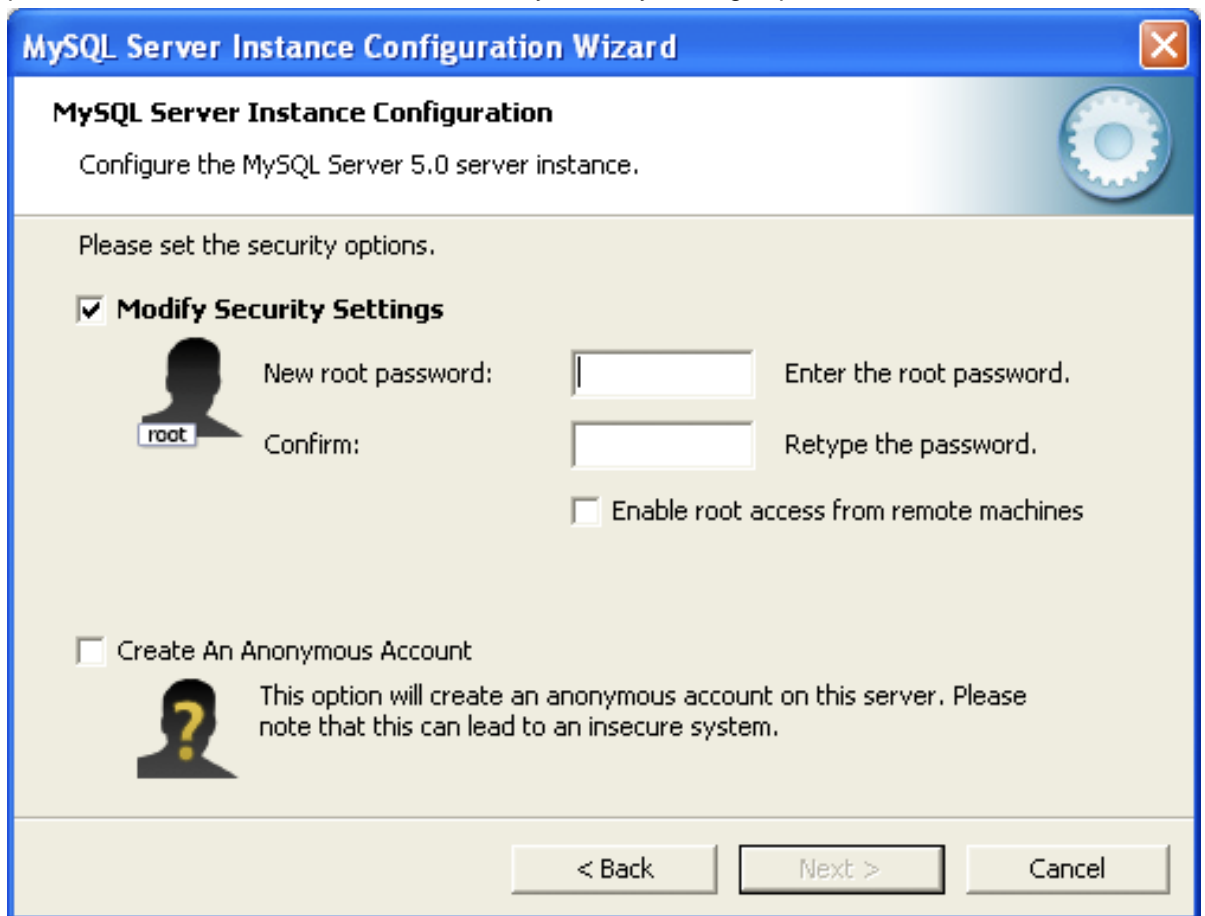 MySQL Server Instance Configuration Wizard
MySQL Server Instance Configuration
Configure the MySQL Server 5.0 server instance.
Please set the security options.
Modify Security Settings
root
New root password:
Enter the root password.
Confirm:
Retype the password.
Enable root access from remote machines
Create An Anonymous Account
?
This option will create an anonymous account on this server. Please
note that this can lead to an insecure system.
< Back
Next >
Cancel